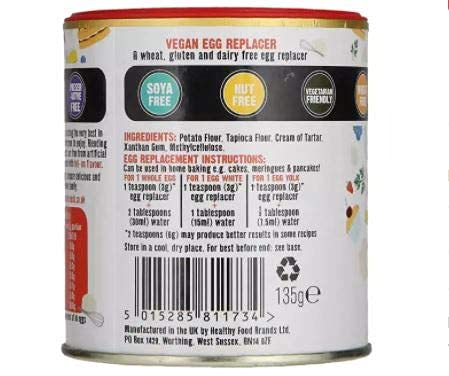 VEGAN EGG REPLACER
A wheat, gluten and dairy free egg replacer
SOYA
FREE
NUT
FREE
VEGETARIAN
FRIENDLY
FREE
INGREDIENTS: Potato Flour, Tapioca Flour, Cream of Tartar,
Xanthan Gum, Methylcellulose.
EGG REPLACEMENT INSTRUCTIONS:
Can be used in home baking e.g. cakes, meringues & pancakes!
FOR 1 WHOLE EGG
1 teaspoon (3g)*
egg replacer
+
2 tablespoons
(30ml) water
FOR 1 EGG WHITE
1 teaspoon (3g)*
egg replacer
+
1 tablespoon
(15ml) water
FOR 1 EGG YOLK
1 teaspoon (3g)*
egg replacer
+
½ tablespoon
(7.5ml) water
*2 teaspoons (6g) may produce better results in some recipes
Store in a cool, dry place. For best before end: see base.
135g e
5 015285 811734 >
Manufactured in the UK by Healthy Food Brands Ltd.
PO Box 1429, Worthing, West Sussex, BN14 0ZF